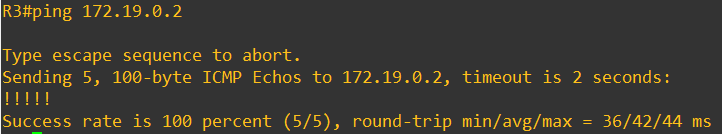 R3#ping 172.19.0.2
Type escape sequence to abort.
Sending 5, 100-byte ICMP Echos to 172.19.0.2, timeout is 2 seconds:
!!!!!
Success rate is 100 percent (5/5), round-trip min/avg/max = 36/42/44 ms